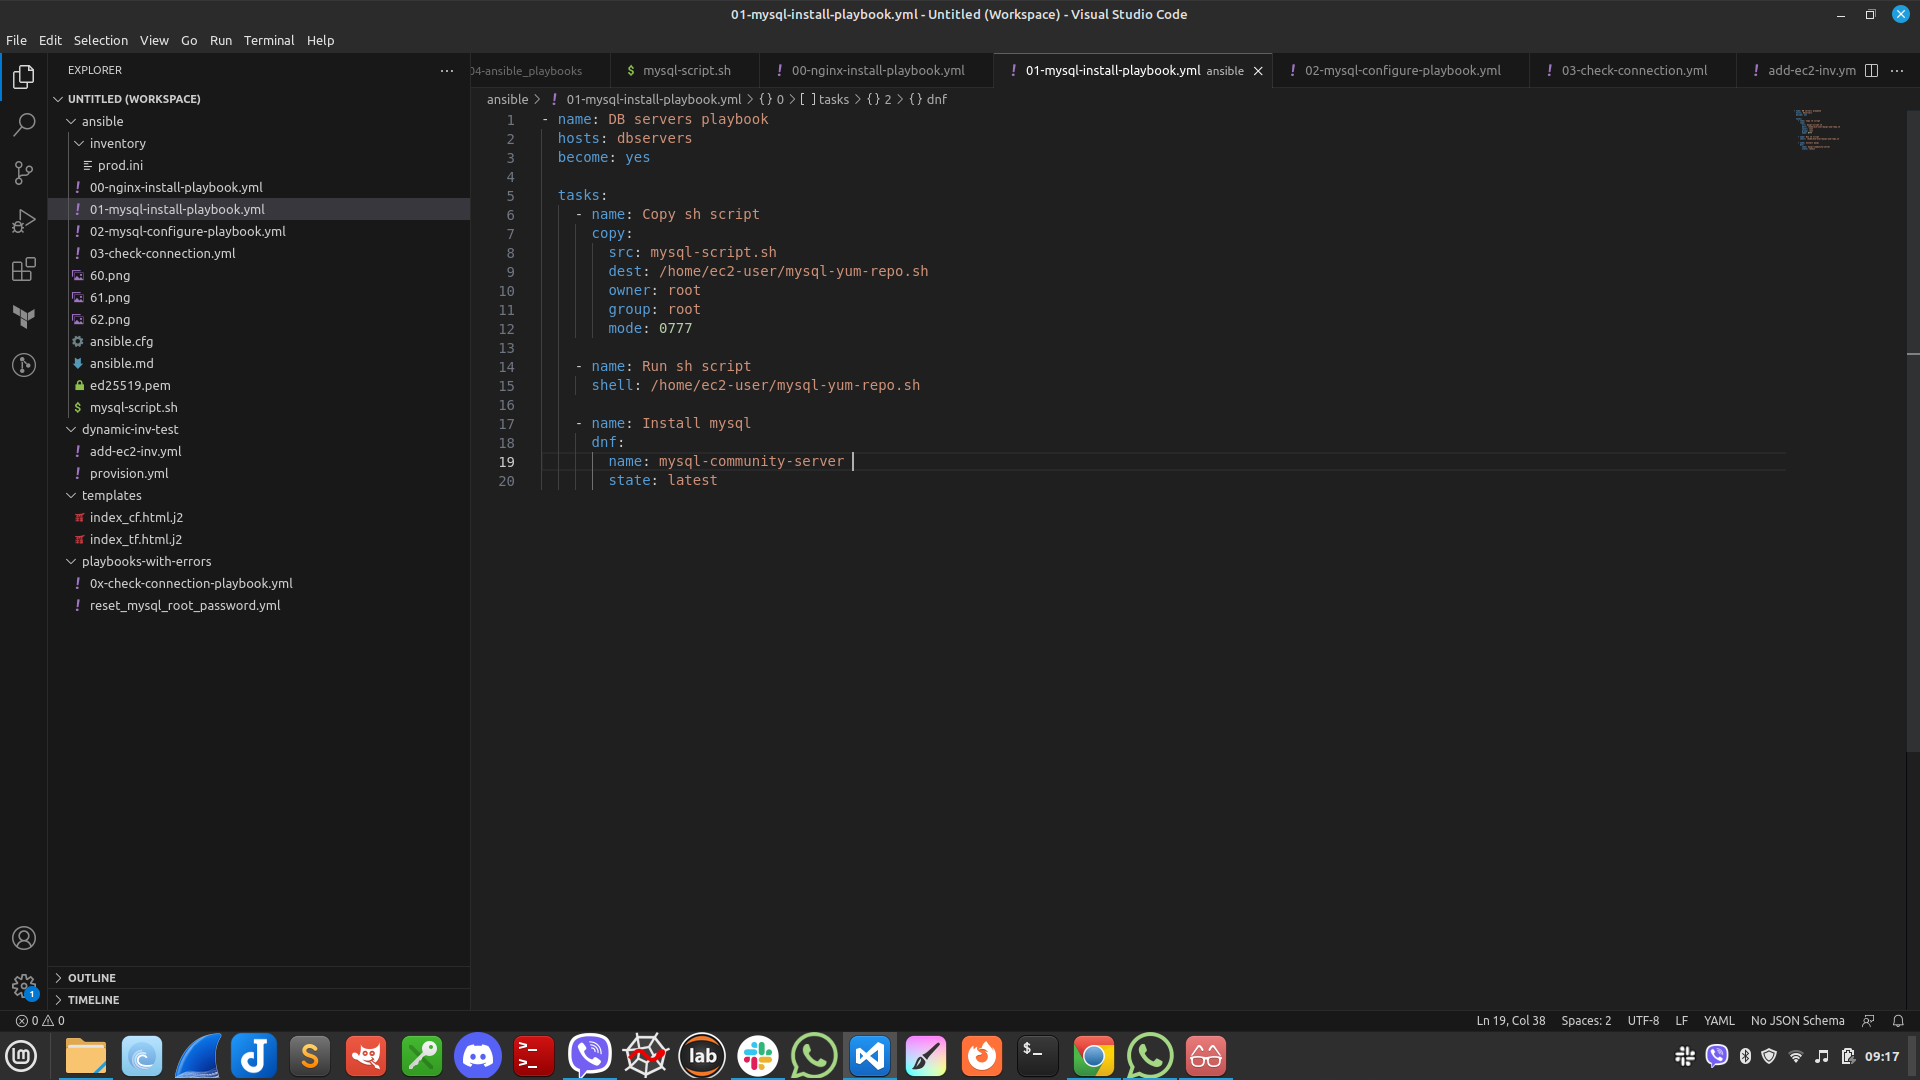 01-mysql-install-playbook.yml - Untitled (Workspace) - Visual Studio Code
File Edit Selection View Go Run Terminal Help
EXPLORER
04-ansible_playbooks
mysql-script.sh
00-nginx-install-playbook.yml
01-mysql-install-playbook.yml ansible
02-mysql-configure-playbook.yml
03-check-connection.yml
add-ec2-inv.ym
UNTITLED (WORKSPACE)
ansible
inventory
prod.ini
00-nginx-install-playbook.yml
01-mysql-install-playbook.yml
02-mysql-configure-playbook.yml
03-check-connection.yml
60.png
61.png
62.png
ansible.cfg
ansible.md
ed25519.pem
mysql-script.sh
dynamic-inv-test
add-ec2-inv.yml
provision.yml
templates
index_cf.html.j2
index_tf.html.j2
playbooks-with-errors
0x-check-connection-playbook.yml
reset_mysql_root_password.yml
OUTLINE
TIMELINE
ansible > ! 01-mysql-install-playbook.yml > {} 0 > [ ] tasks > {} 2 > {} dnf
1 - name: DB servers playbook
2 hosts: dbservers
3 become: yes
4
5 tasks:
6 - name: Copy sh script
7 copy:
8 src: mysql-script.sh
9 dest: /home/ec2-user/mysql-yum-repo.sh
10 owner: root
11 group: root
12 mode: 0777
13
14 - name: Run sh script
15 shell: /home/ec2-user/mysql-yum-repo.sh
16
17 - name: Install mysql
18 dnf:
19 name: mysql-community-server
20 state: latest
1
0 0
Ln 19, Col 38 Spaces: 2 UTF-8 LF YAML No JSON Schema
lab
09:17